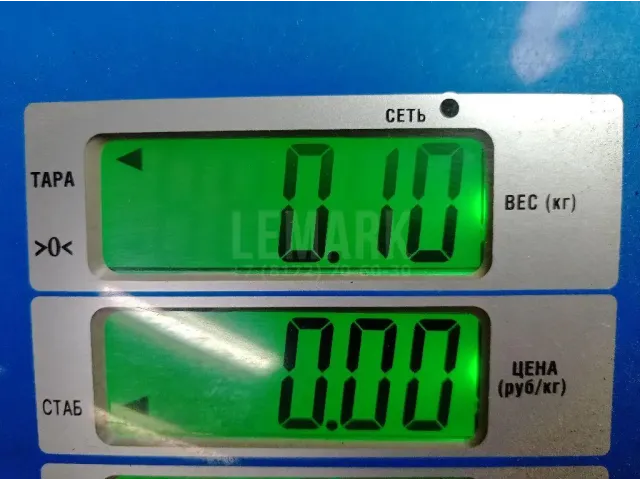 СЕТЬ
ТАРА
0.10
ВЕС (кг)
>0<
LEMARK
0.00
ЦЕНА
(руб/кг)
СТАБ